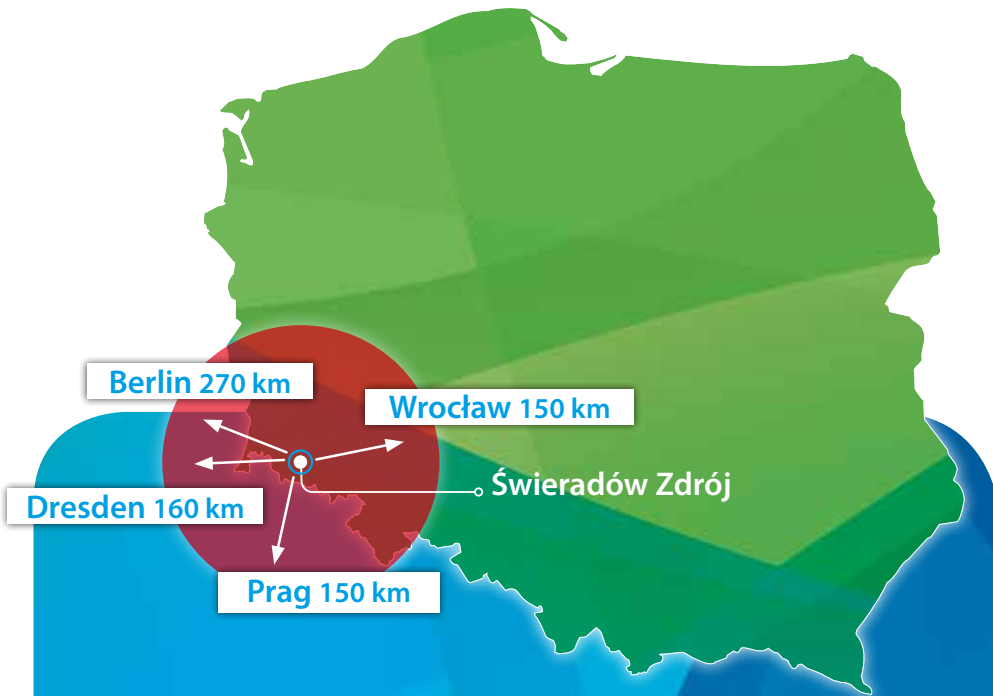 Berlin 270 km
Wrocław 150 km
Świeradów Zdrój
Dresden 160 km
Prag 150 km